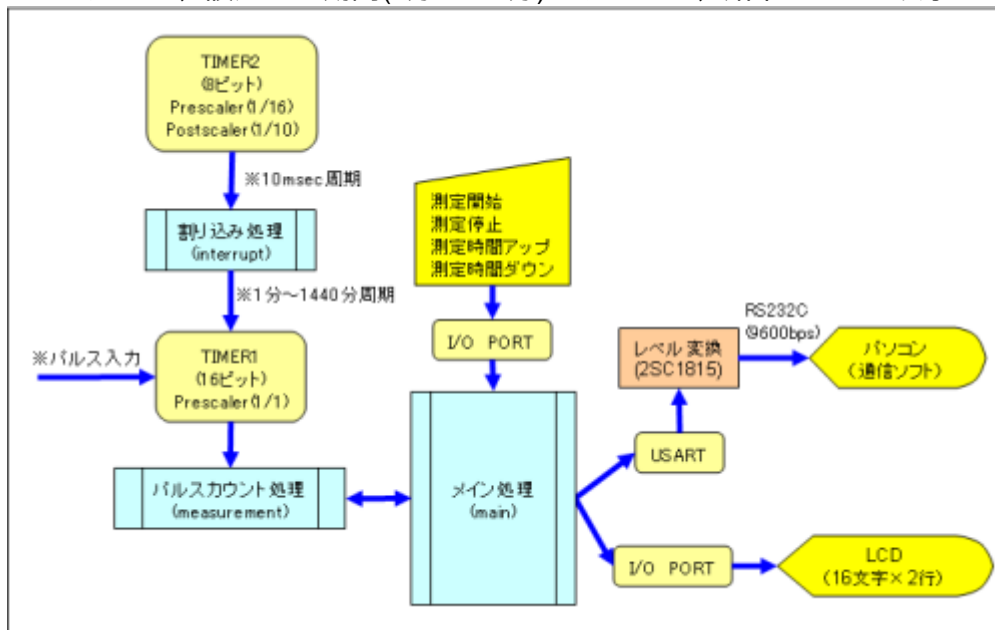 TIMER2
(8ビット)
Prescaler(1/16)
Postscaler(1/10)
※10msec周期
割り込み処理
(interrupt)
※1分～1440分周期
※パルス入力
TIMER1
(16ビット)
Prescaler(1/1)
パルスカウント処理
(measurement)
測定開始
測定停止
測定時間アップ
測定時間ダウン
I/O PORT
メイン処理
(main)
レベル変換
(2SC1815)
RS232C
(9600bps)
パソコン
(通信ソフト)
USART
I/O PORT
LCD
(16文字×2行)